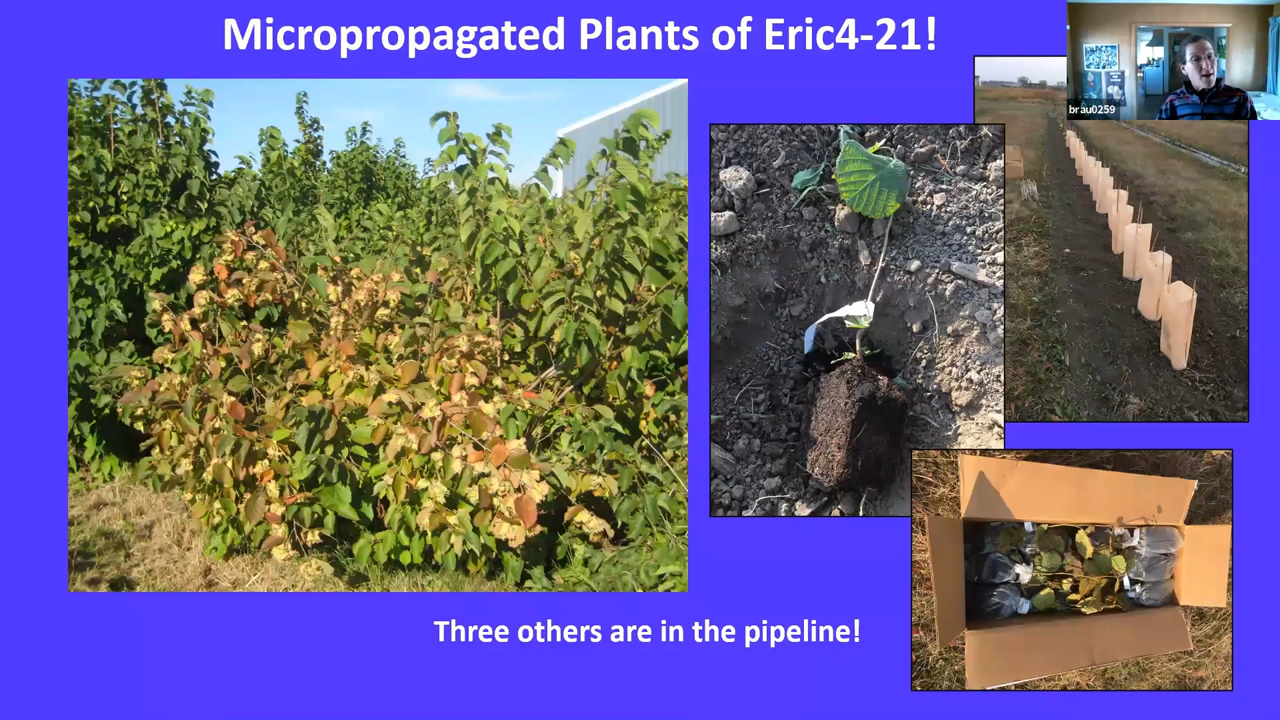 Micropropagated Plants of Eric4-21!
brau0259
Three others are in the pipeline!